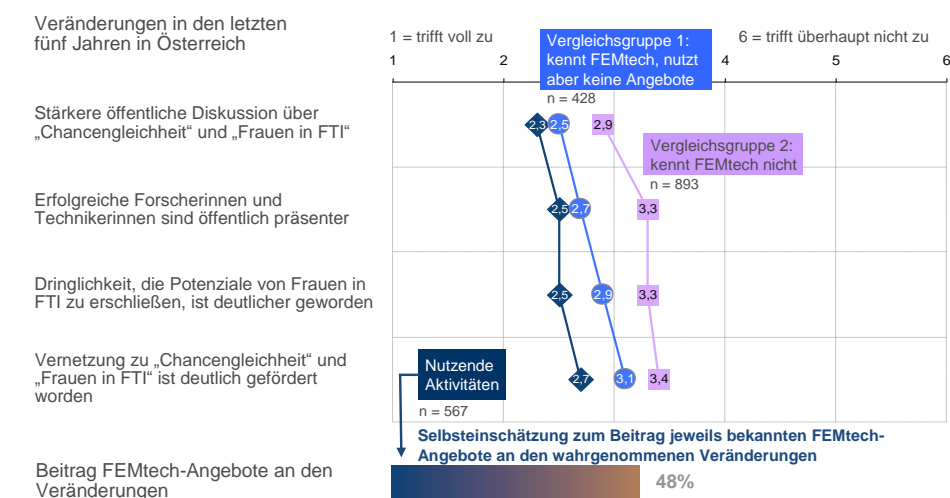 Veränderungen in den letzten
fünf Jahren in Österreich
1 = trifft voll zu
6 = trifft überhaupt nicht zu
Vergleichsgruppe 1:
kennt FEMtech, nutzt
aber keine Angebote
n = 428
1
2
4
5
6
Stärkere öffentliche Diskussion über
„Chancengleichheit“ und „Frauen in FTI“
2,3
2,5
2,9
Vergleichsgruppe 2:
kennt FEMtech nicht
n = 893
Erfolgreiche Forscherinnen und
Technikerinnen sind öffentlich präsenter
2,5
2,7
3,3
Dringlichkeit, die Potenziale von Frauen in
FTI zu erschließen, ist deutlicher geworden
2,5
2,9
3,3
Vernetzung zu „Chancengleichheit“ und
„Frauen in FTI“ ist deutlich gefördert
worden
Nutzende
Aktivitäten
n = 567
2,7
3,1
3,4
Selbsteinschätzung zum Beitrag jeweils bekannten FEMtech-
Angebote an den wahrgenommenen Veränderungen
Beitrag FEMtech-Angebote an den
Veränderungen
48%